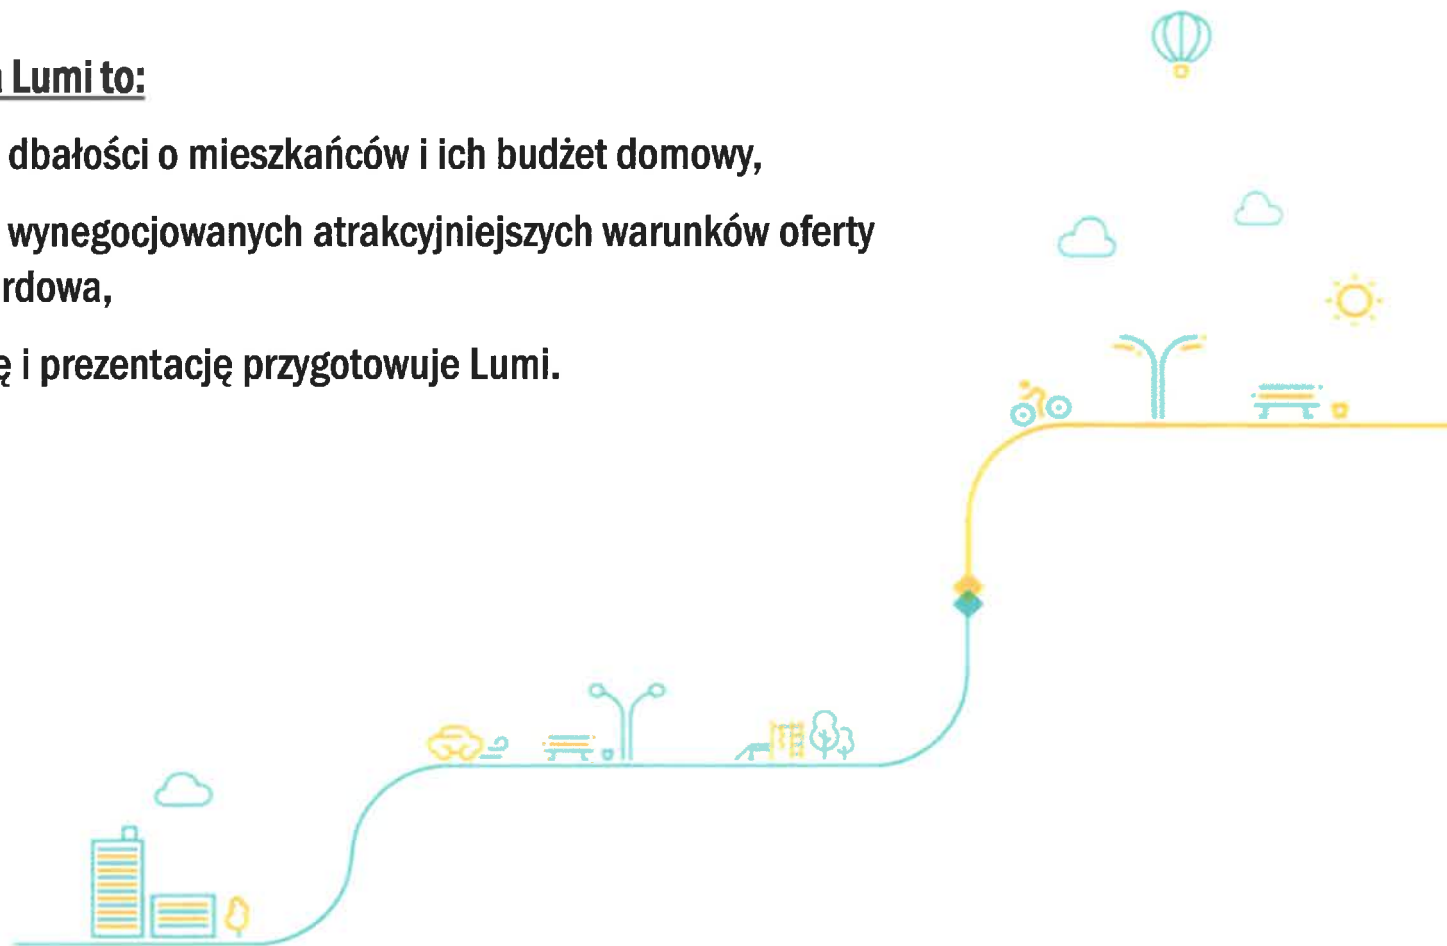 Lumi to:
dbałości o mieszkańców i ich budżet domowy,
wynegocjowanych atrakcyjniejszych warunków oferty
rdowa,
ę i prezentację przygotowuje Lumi.